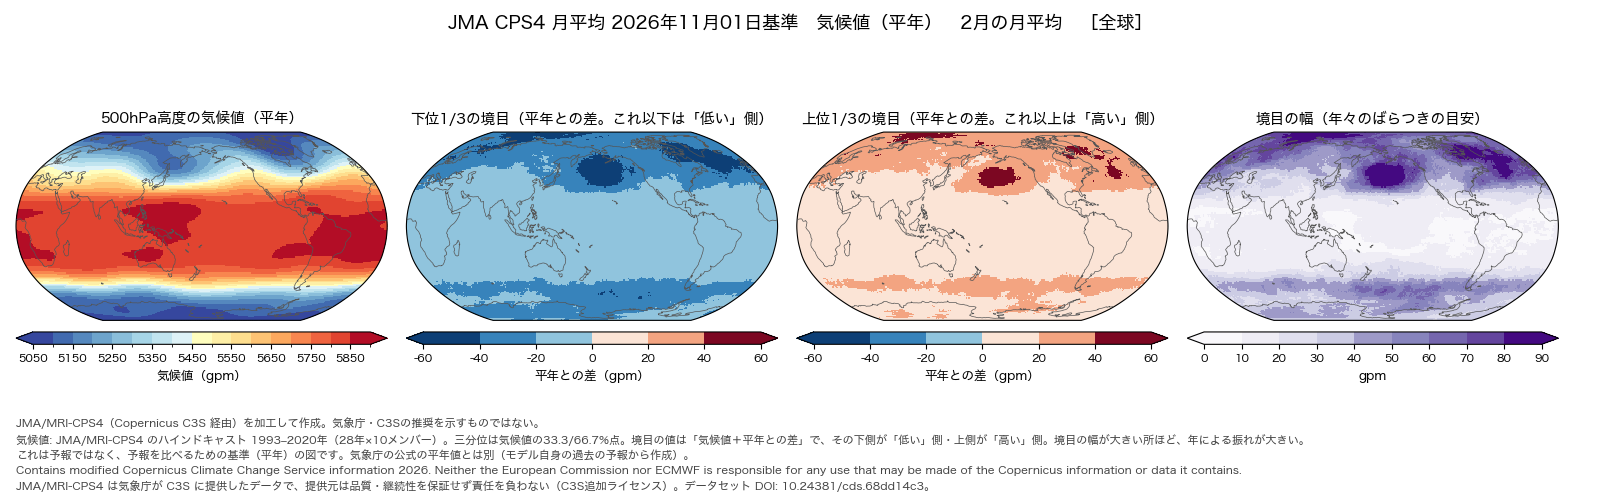 JMA CPS4 月平均 2026年11月01日基準　気候値（平年）　2月の月平均　［全球］
500hPa高度の気候値（平年）
下位1/3の境目（平年との差。これ以下は「低い」側）
上位1/3の境目（平年との差。これ以上は「高い」側）
境目の幅（年々のばらつきの目安）
5050 5150 5250 5350 5450 5550 5650 5750 5850
気候値（gpm）
-60 -40 -20 0 20 40 60
平年との差（gpm）
-60 -40 -20 0 20 40 60
平年との差（gpm）
0 10 20 30 40 50 60 70 80 90
gpm
JMA/MRI-CPS4（Copernicus C3S 経由）を加工して作成。気象庁・C3Sの推奨を示すものではない。
気候値: JMA/MRI-CPS4 のハインドキャスト 1993–2020年（28年×10メンバー）。三分位は気候値の33.3/66.7%点。境目の値は「気候値＋平年との差」で、その下側が「低い」側・上側が「高い」側。境目の幅が大きい所ほど、年による振れが大きい。
これは予報ではなく、予報を比べるための基準（平年）の図です。気象庁の公式の平年値とは別（モデル自身の過去の予報から作成）。
Contains modified Copernicus Climate Change Service information 2026. Neither the European Commission nor ECMWF is responsible for any use that may be made of the Copernicus information or data it contains.
JMA/MRI-CPS4 は気象庁が C3S に提供したデータで、提供元は品質・継続性を保証せず責任を負わない（C3S追加ライセンス）。データセット DOI: 10.24381/cds.68dd14c3。